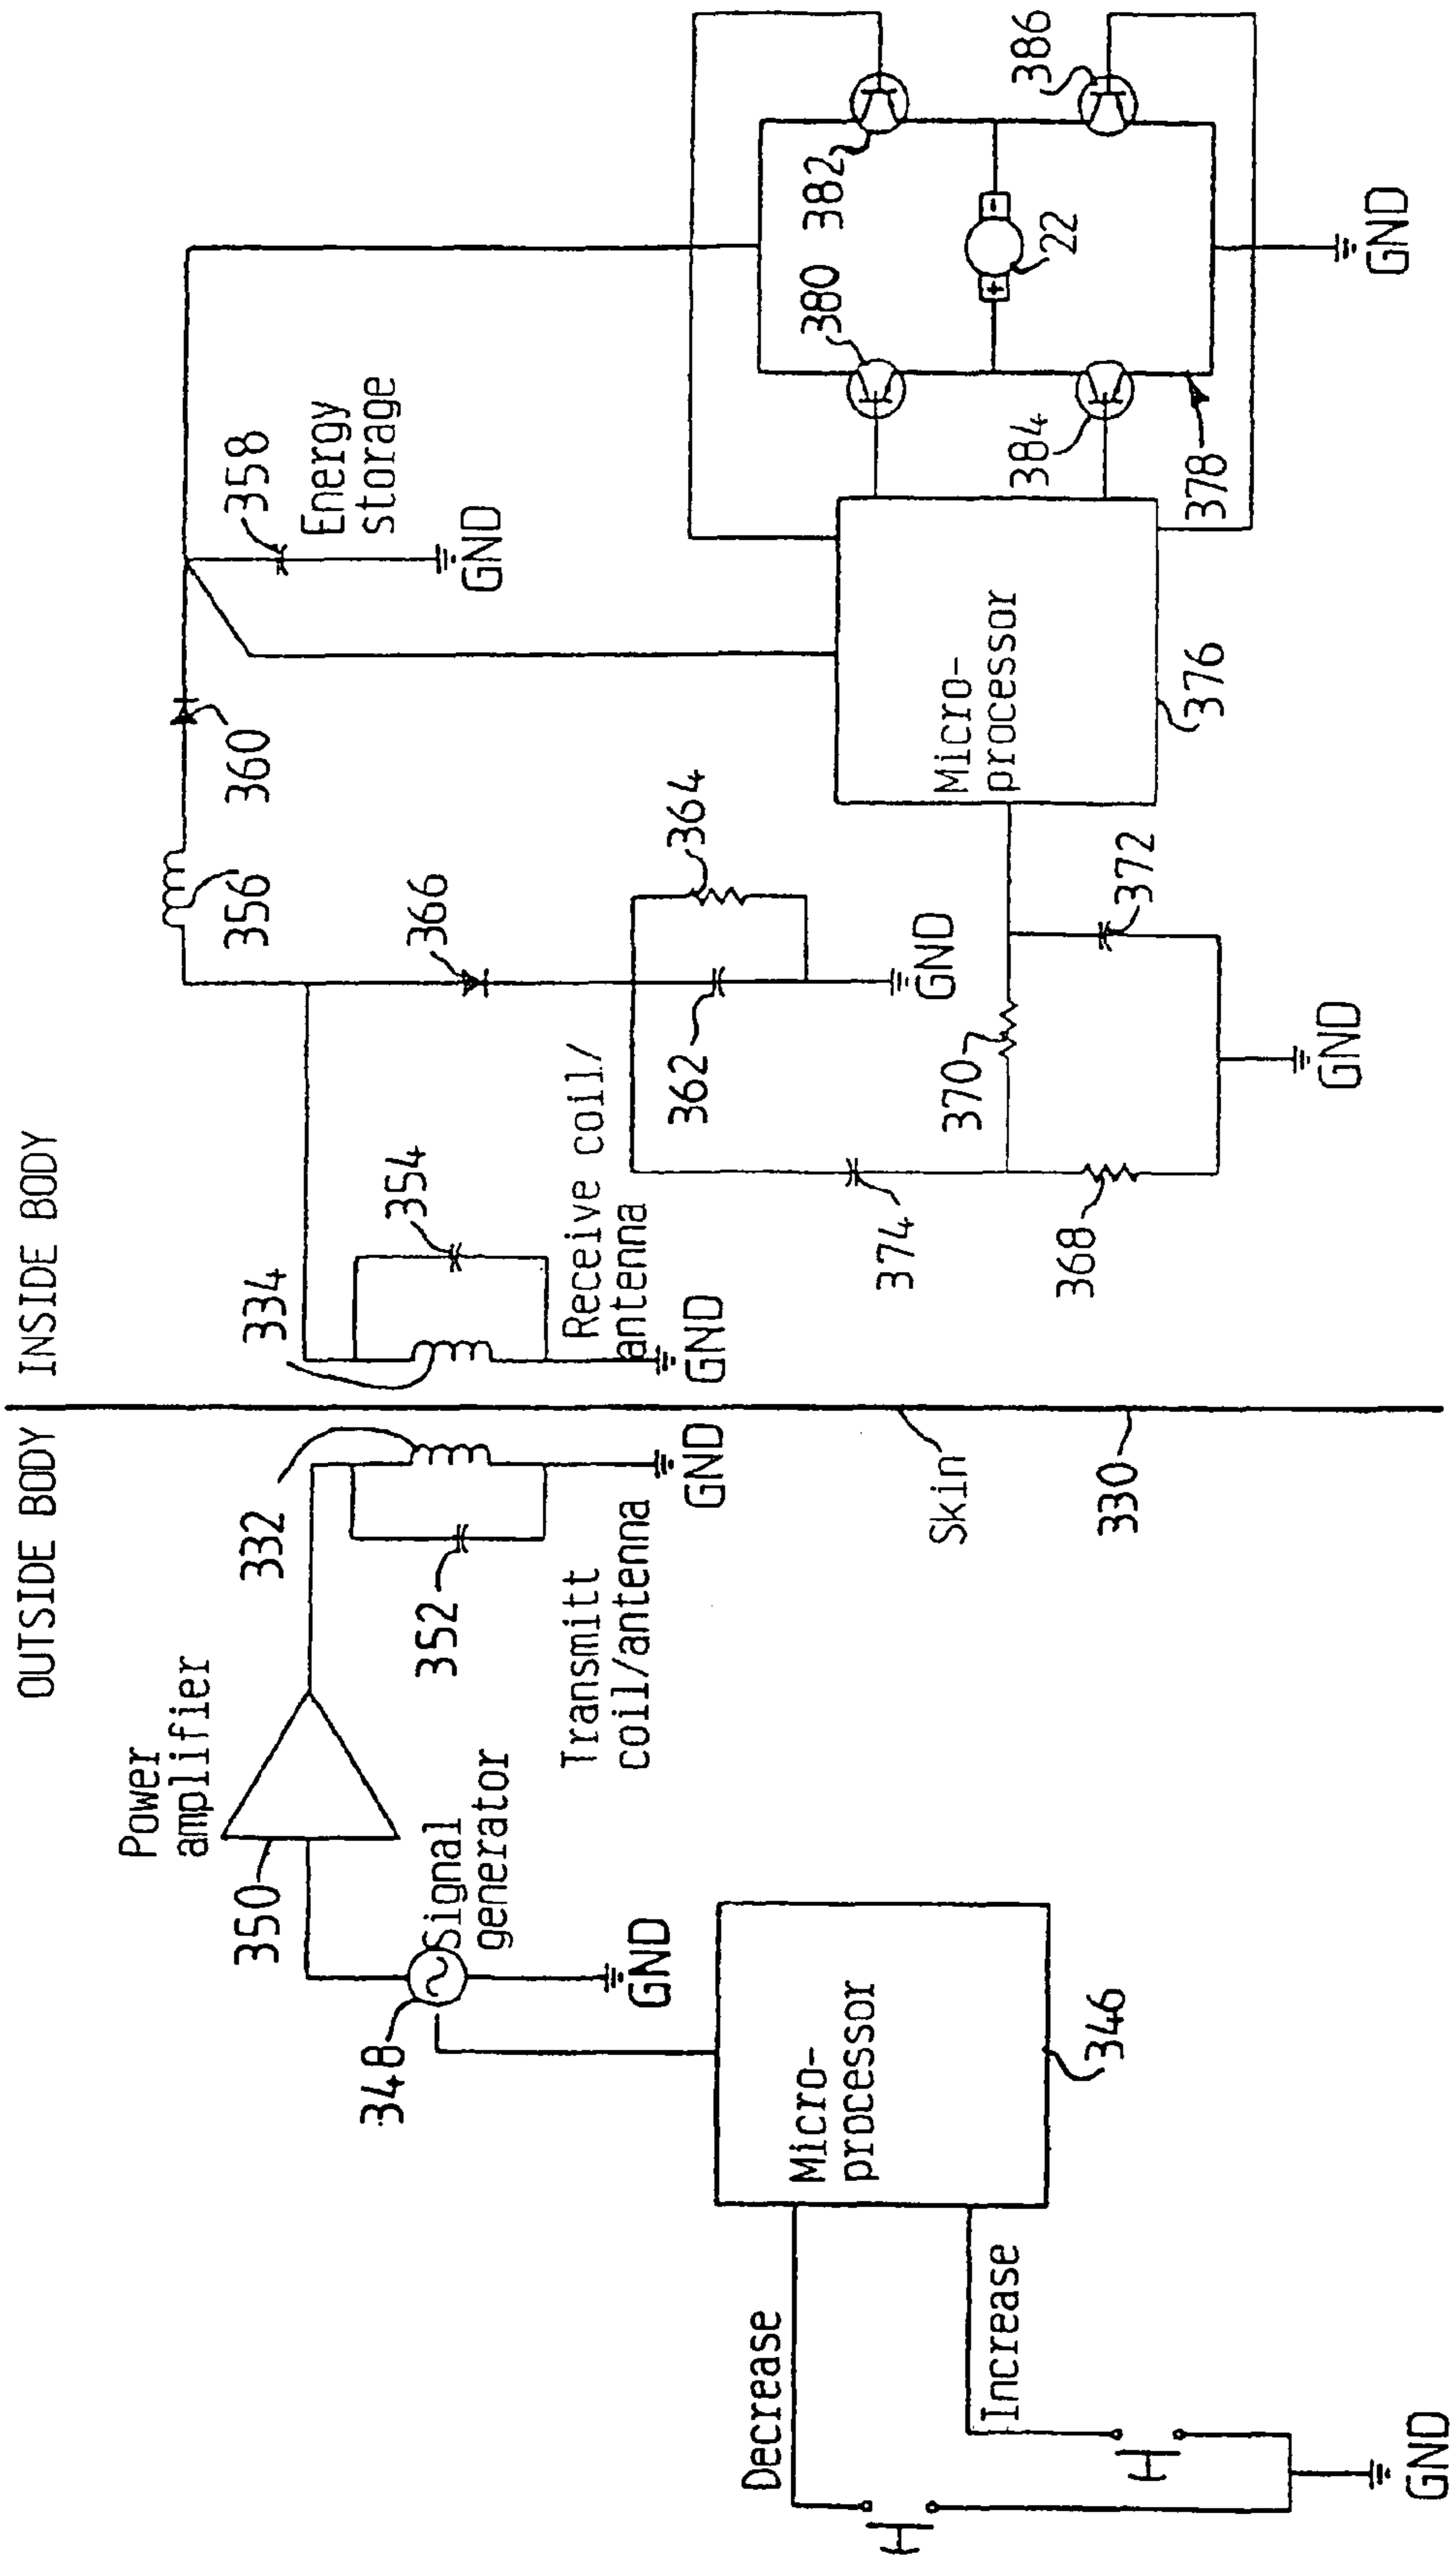 OUTSIDE BODY
INSIDE BODY
Power
amplifier
350
332
334
356
360
358
Energy
storage
GND
348
Signal
generator
352
354
366
Transmitt
coil/antenna
Receive coil/
antenna
GND
GND
GND
362
364
GND
Decrease
Micro-
processor
Skin
374
370
Micro-
processor
380
382
386
Increase
346
330
368
372
376
384
378
22
+
-
GND
GND
GND